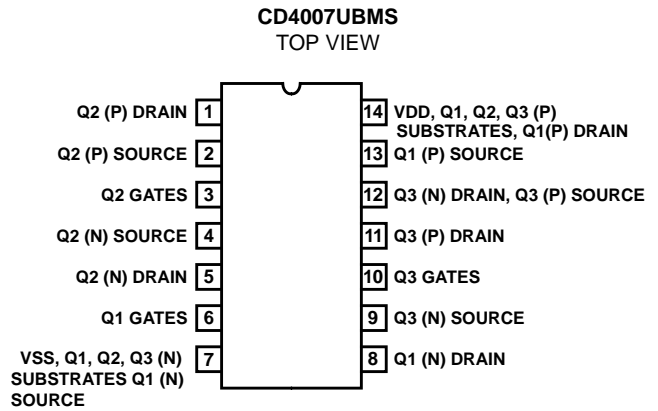 CD4007UBMS
TOP VIEW
Q2 (P) DRAIN 1
Q2 (P) SOURCE 2
Q2 GATES 3
Q2 (N) SOURCE 4
Q2 (N) DRAIN 5
Q1 GATES 6
VSS, Q1, Q2, Q3 (N) 7
SUBSTRATES Q1 (N)
SOURCE
14 VDD, Q1, Q2, Q3 (P)
SUBSTRATES, Q1(P) DRAIN
13 Q1 (P) SOURCE
12 Q3 (N) DRAIN, Q3 (P) SOURCE
11 Q3 (P) DRAIN
10 Q3 GATES
9 Q3 (N) SOURCE
8 Q1 (N) DRAIN